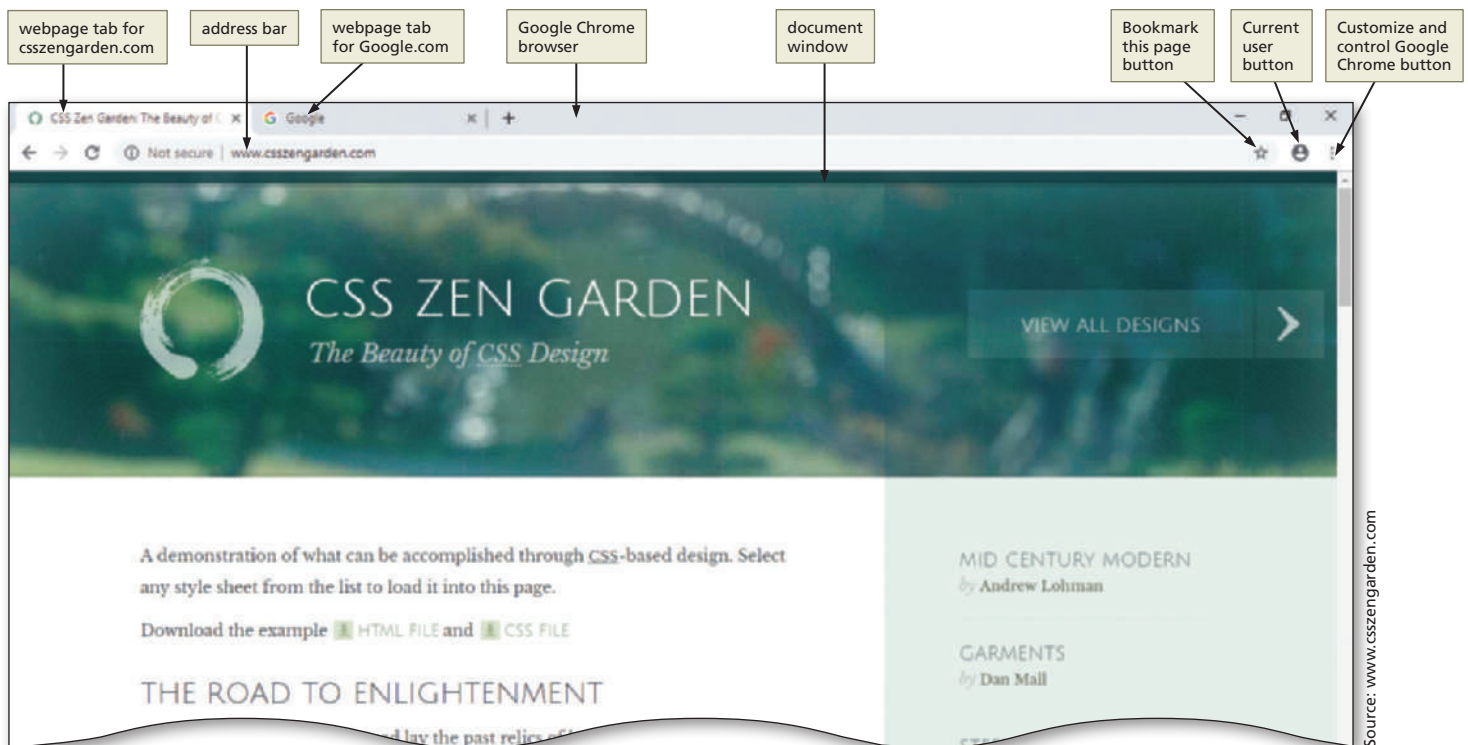 webpage tab for
csszengarden.com
address bar
webpage tab
for Google.com
Google Chrome
browser
document
window
Bookmark
this page
button
Current
user
button
Customize and
control Google
Chrome button
CSS Zen Garden: The Beauty of
Google
Not secure | www.csszengarden.com
CSS ZEN GARDEN
The Beauty of CSS Design
VIEW ALL DESIGNS
A demonstration of what can be accomplished through CSS-based design. Select
any style sheet from the list to load it into this page.
Download the example HTML FILE and CSS FILE
THE ROAD TO ENLIGHTENMENT
lay the past relics of
MID CENTURY MODERN
by Andrew Lohman
GARMENTS
by Dan Mall
Source: www.csszengarden.com